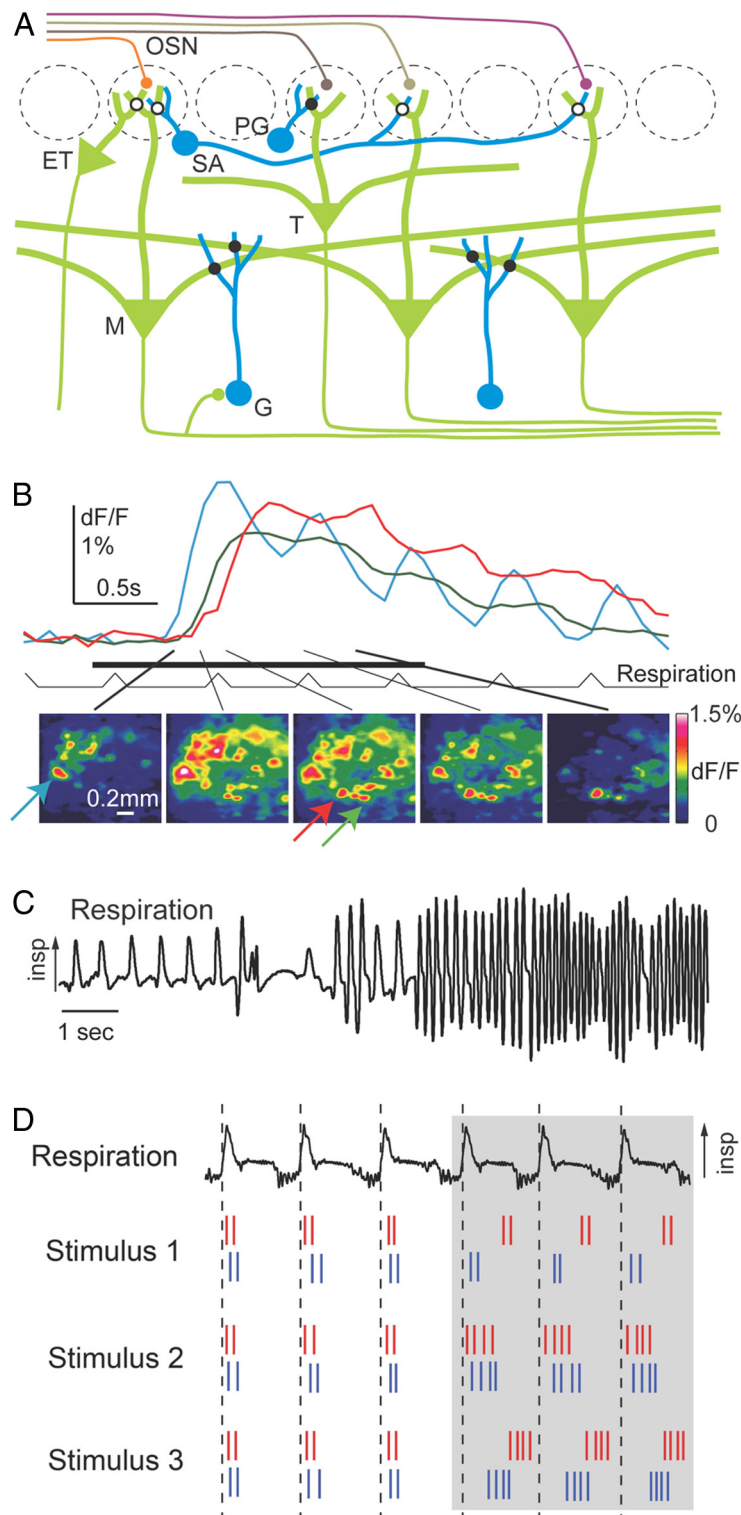 A
OSN
PG
ET
SA
T
M
G
B
dF/F
1%
0.5s
Respiration
1.5%
dF/F
0.2mm
0
C
Respiration
insp
1 sec
D
Respiration
insp
Stimulus 1
Stimulus 2
Stimulus 3